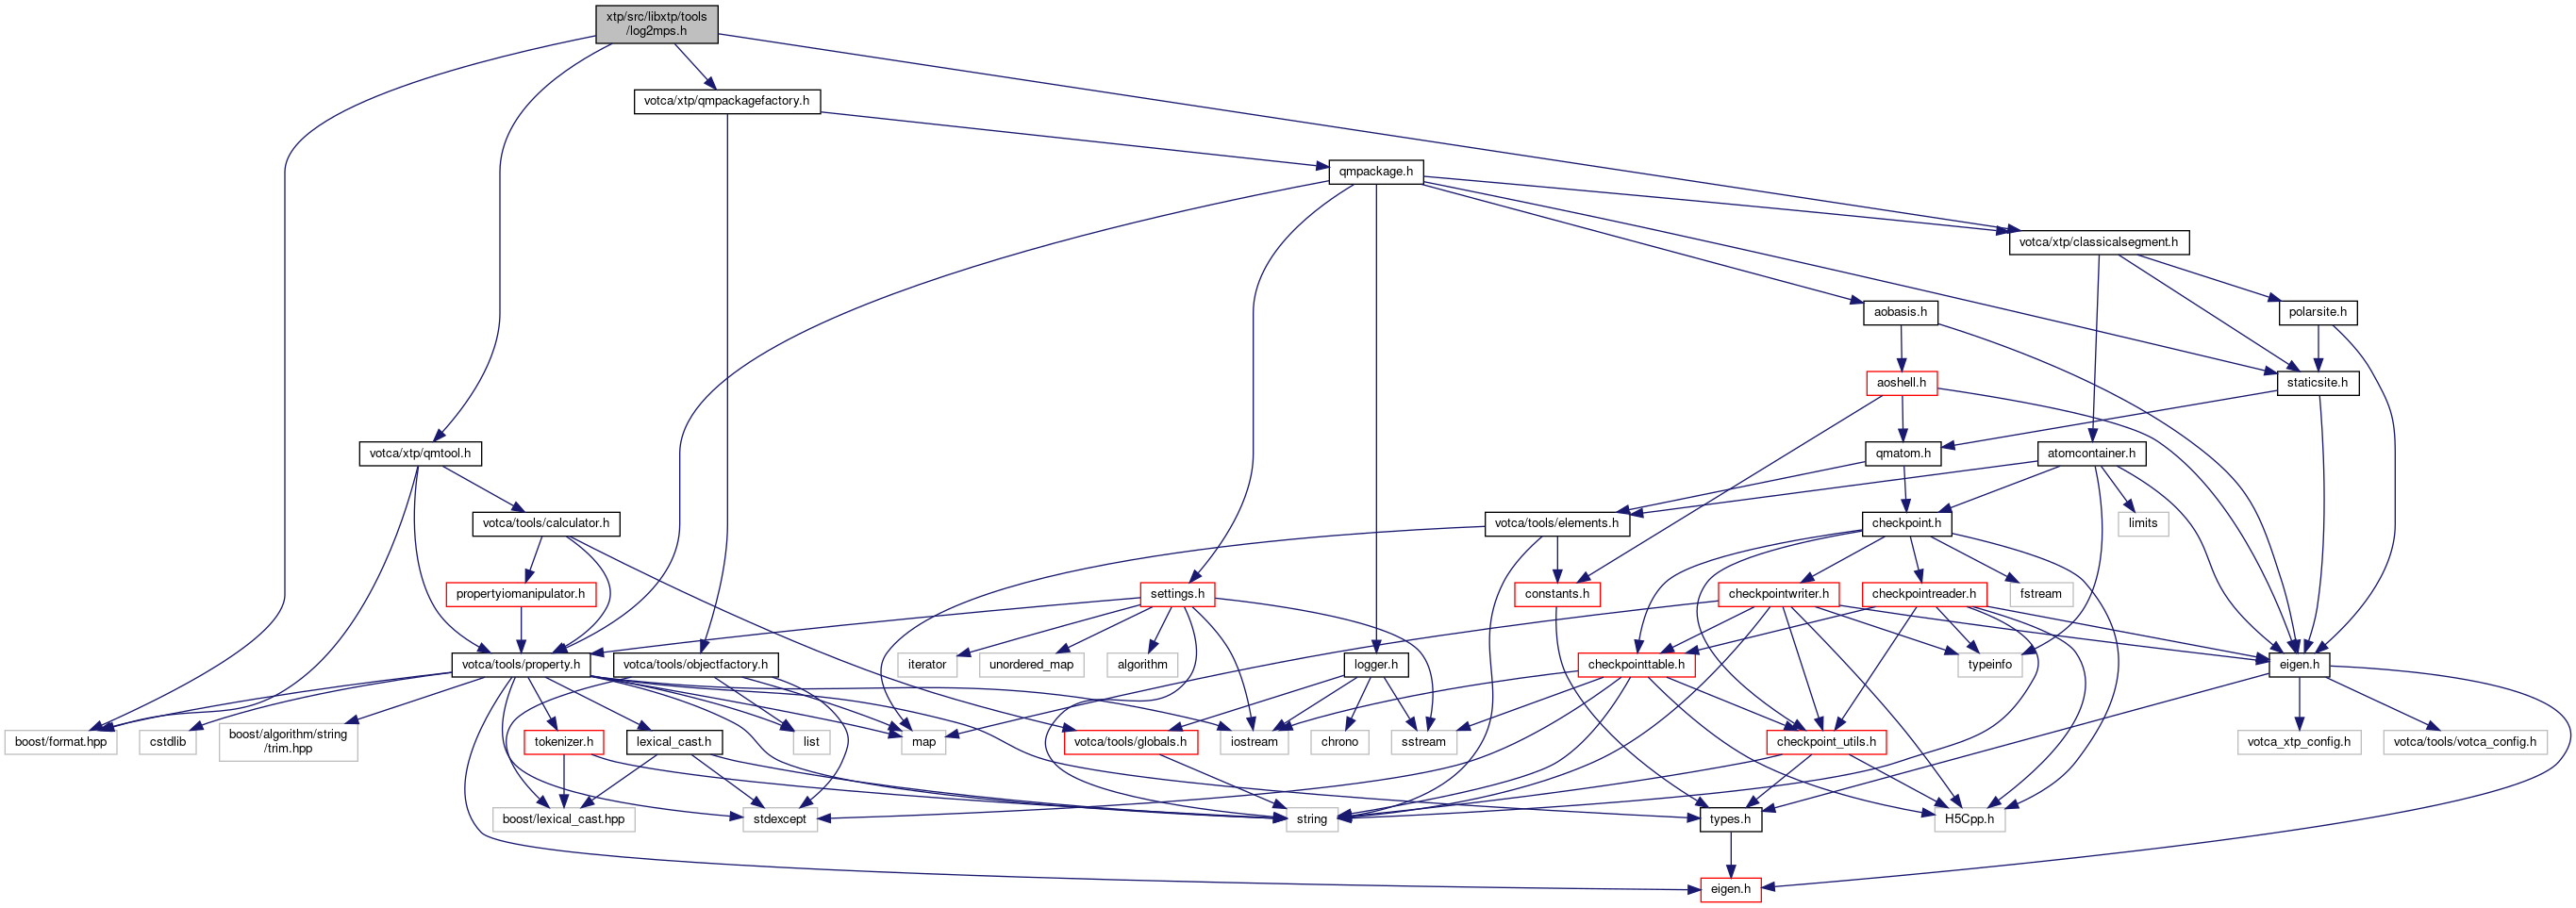 xtp/src/libxtp/tools
/log2mps.h
votca/xtp/qmpackagefactory.h
qmpackage.h
votca/xtp/classicalsegment.h
aobasis.h
polarsite.h
aoshell.h
staticsite.h
votca/xtp/qmtool.h
qmatom.h
atomcontainer.h
votca/tools/calculator.h
votca/tools/elements.h
checkpoint.h
limits
propertyiomanipulator.h
settings.h
constants.h
checkpointwriter.h
checkpointreader.h
fstream
votca/tools/property.h
votca/tools/objectfactory.h
iterator
unordered_map
algorithm
logger.h
checkpointtable.h
typeinfo
eigen.h
boost/format.hpp
cstdlib
boost/algorithm/string
/trim.hpp
tokenizer.h
lexical_cast.h
list
map
votca/tools/globals.h
iostream
chrono
sstream
checkpoint_utils.h
votca_xtp_config.h
votca/tools/votca_config.h
boost/lexical_cast.hpp
stdexcept
string
types.h
H5Cpp.h
eigen.h